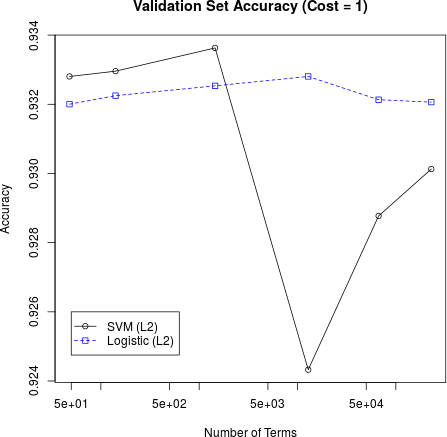 Validation Set Accuracy (Cost = 1)
Accuracy
0.934
0.932
0.930
0.928
0.926
0.924
SVM (L2)
Logistic (L2)
5e+01 5e+02 5e+03 5e+04
Number of Terms